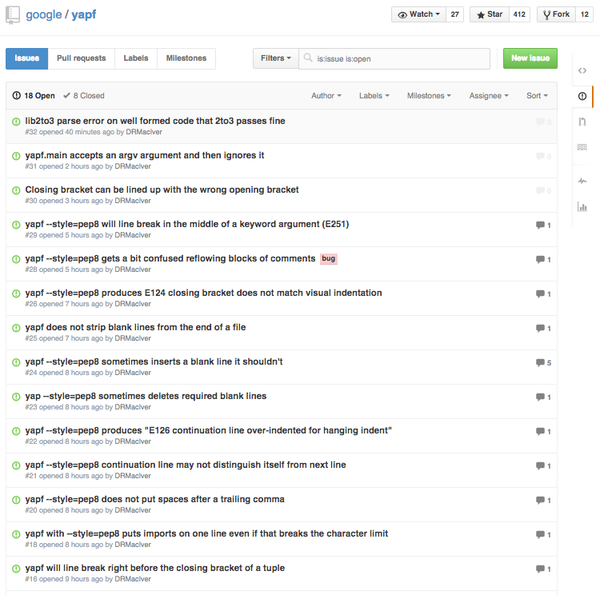 google / yapf
Watch 27 Star 412 Fork 12
Issues Pull requests Labels Milestones Filters is:issue is:open New issue
18 Open 8 Closed Author Labels Milestones Assignee Sort
lib2to3 parse error on well formed code that 2to3 passes fine 0
#32 opened 40 minutes ago by DRMacIver
yapf.main accepts an argv argument and then ignores it 0
#31 opened 2 hours ago by DRMacIver
Closing bracket can be lined up with the wrong opening bracket 0
#30 opened 3 hours ago by DRMacIver
yapf --style=pep8 will line break in the middle of a keyword argument (E251) 1
#29 opened 5 hours ago by DRMacIver
yapf --style=pep8 gets a bit confused reflowing blocks of comments bug 1
#28 opened 5 hours ago by DRMacIver
yapf --style=pep8 produces E124 closing bracket does not match visual indentation 1
#26 opened 7 hours ago by DRMacIver
yapf does not strip blank lines from the end of a file 1
#25 opened 7 hours ago by DRMacIver
yapf --style=pep8 sometimes inserts a blank line it shouldn't 5
#24 opened 8 hours ago by DRMacIver
yap --style=pep8 sometimes deletes required blank lines 1
#23 opened 8 hours ago by DRMacIver
yapf --style=pep8 produces "E126 continuation line over-indented for hanging indent" 1
#22 opened 8 hours ago by DRMacIver
yapf --style=pep8 continuation line may not distinguish itself from next line 1
#21 opened 8 hours ago by DRMacIver
yapf --style=pep8 does not put spaces after a trailing comma 1
#20 opened 8 hours ago by DRMacIver
yapf with --style=pep8 puts imports on one line even if that breaks the character limit 1
#18 opened 8 hours ago by DRMacIver
yapf will line break right before the closing bracket of a tuple 1
#16 opened 9 hours ago by DRMacIver